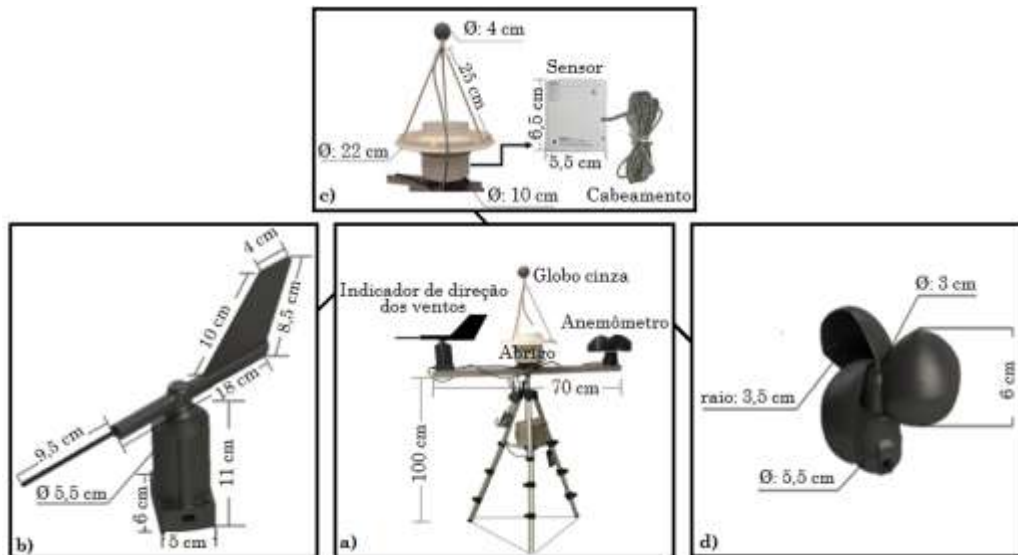 Ø: 4 cm
25 cm
Sensor
6,5 cm
5,5 cm
Ø: 22 cm
Ø: 10 cm
Cabeamento
c)
4 cm
10 cm
8,5 cm
18 cm
9,5 cm
Ø 5,5 cm
6 cm
11 cm
5 cm
b)
Globo cinza
Indicador de direção
dos ventos
Anemômetro
Abrigo
70 cm
100 cm
a)
Ø: 3 cm
raio: 3,5 cm
6 cm
Ø: 5,5 cm
d)